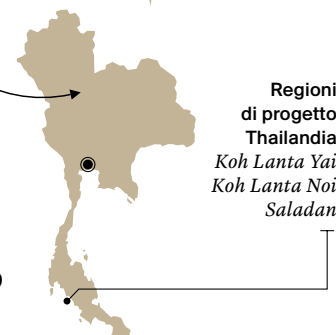 Regioni
di progetto
Thailandia
Koh Lanta Yai
Koh Lanta Noi
Saladan